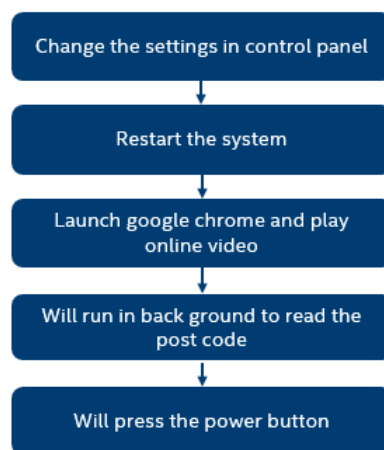 Change the settings in control panel
Restart the system
Launch google chrome and play
online video
Will run in back ground to read the
post code
Will press the power button